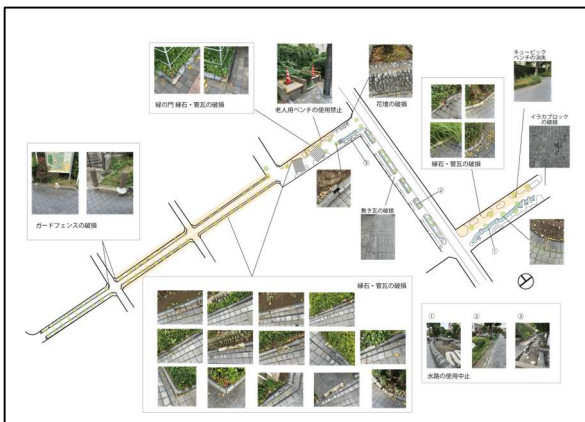 緑の門 縁石・管瓦の破損
老人用ベンチの使用禁止
花壇の破損
キュービック
ベンチの消失
イラカブロック
の破損
縁石・管瓦の破損
ガードフェンスの破損
敷き瓦の破損
③
②
①
縁石・管瓦の破損
① ② ③
水路の使用中止